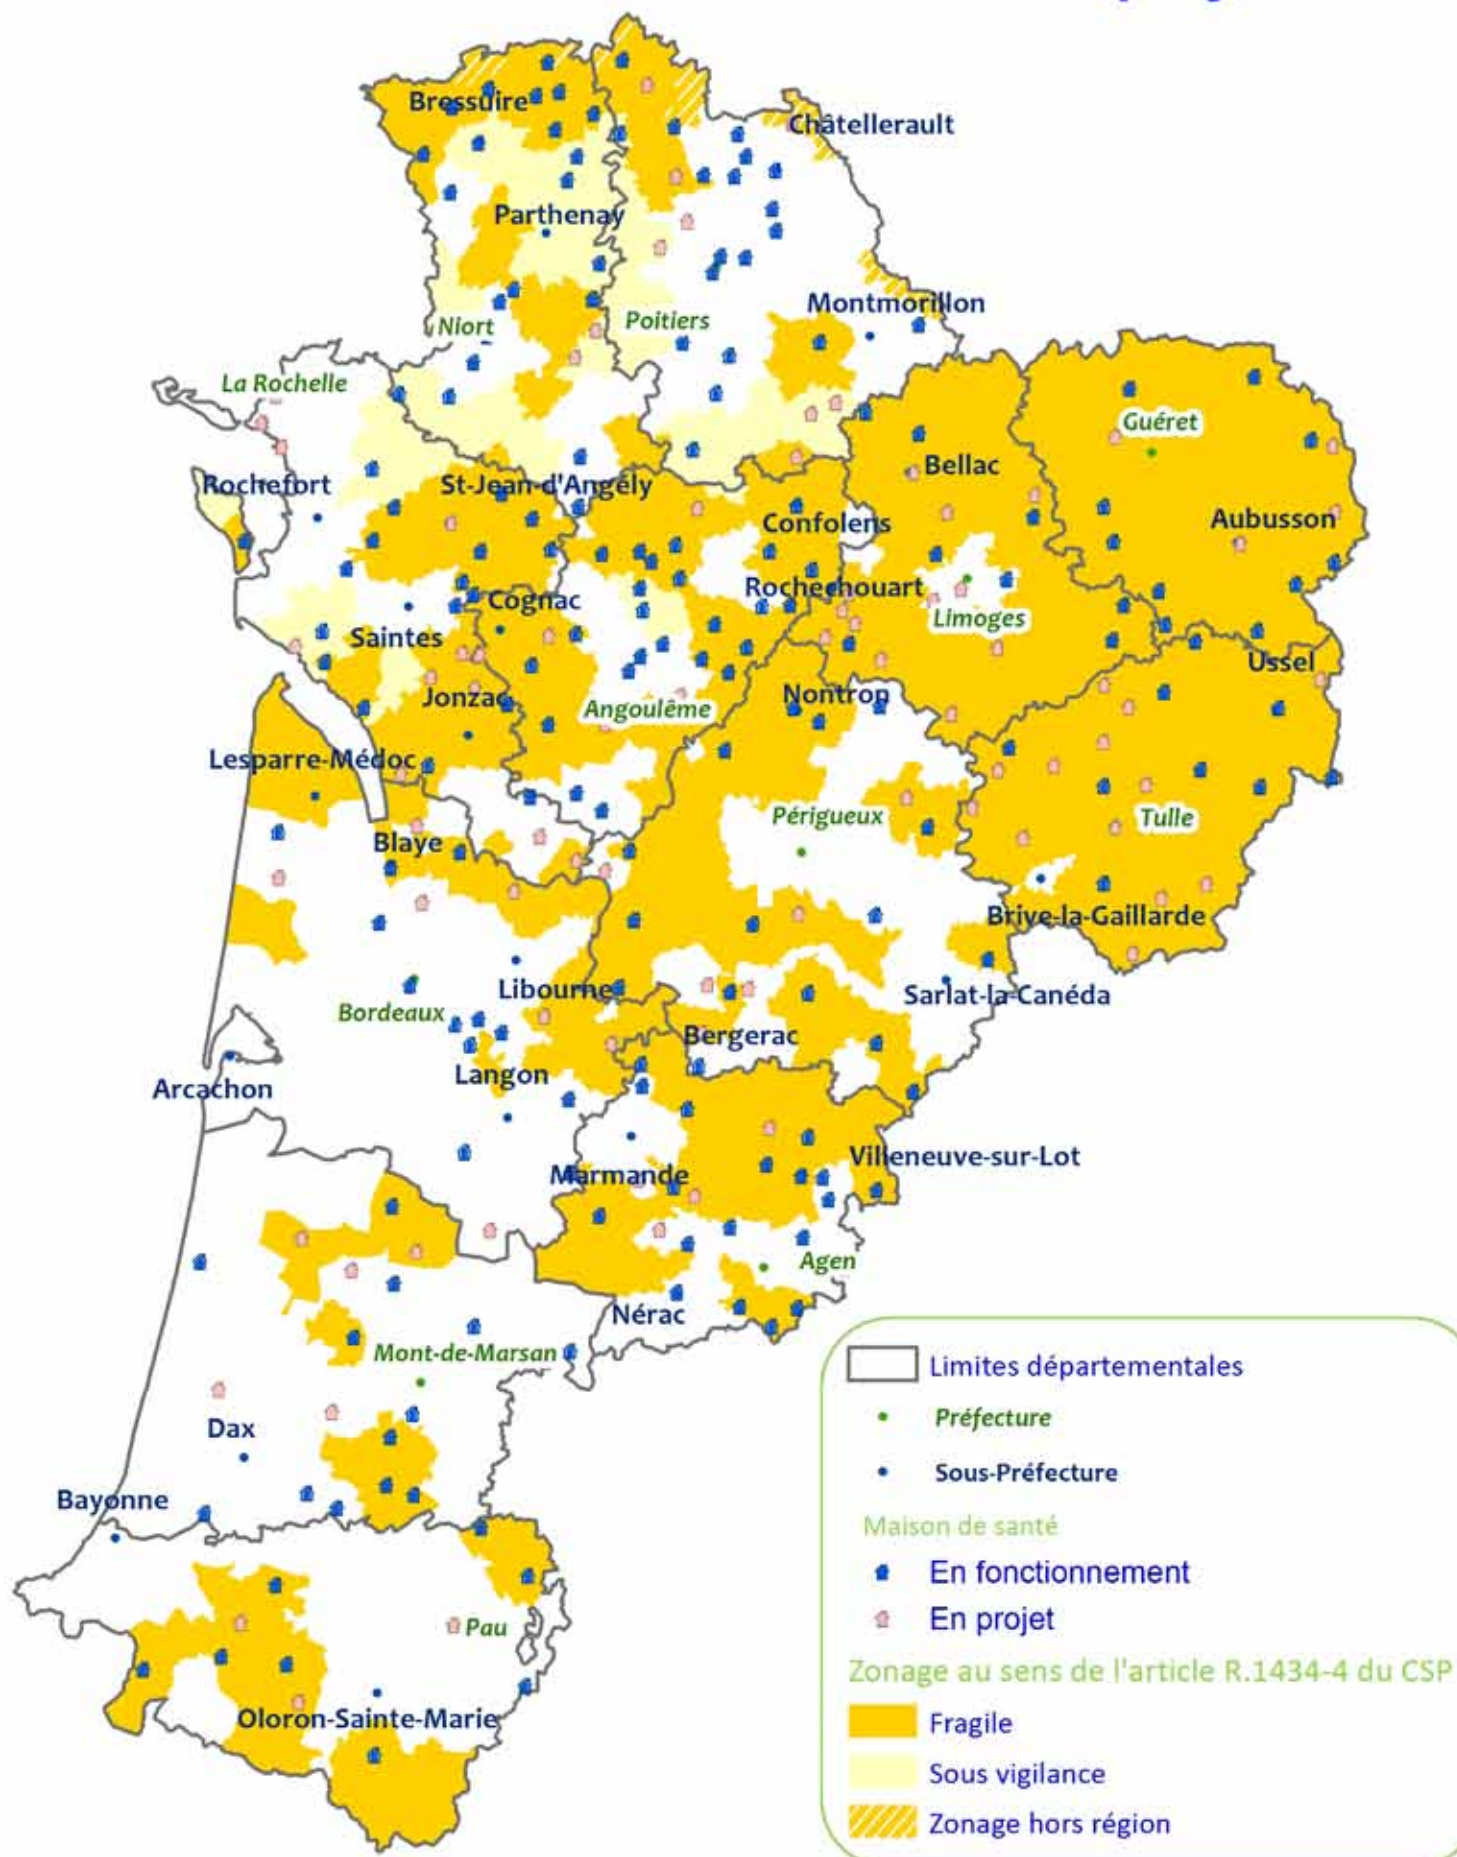 Bressuire
Châtellerault
Parthenay
Montmorillon
Niort
Poitiers
La Rochelle
Guéret
Bellac
Rochefort
St-Jean-d'Angély
Confolens
Aubusson
Rochechouart
Cognac
Limoges
Saintes
Ussel
Jonzac
Angoulême
Nontron
Lesparre-Médoc
Périgueux
Tulle
Blaye
Brive-la-Gaillarde
Libourne
Sarlat-la-Canéda
Bordeaux
Bergerac
Langon
Arcachon
Villeneuve-sur-Lot
Marmande
Agen
Nérac
Mont-de-Marsan
Dax
Bayonne
Pau
Oloron-Sainte-Marie
Limites départementales
Préfecture
Sous-Préfecture
Maison de santé
En fonctionnement
En projet
Zonage au sens de l'article R.1434-4 du CSP
Fragile
Sous vigilance
Zonage hors région